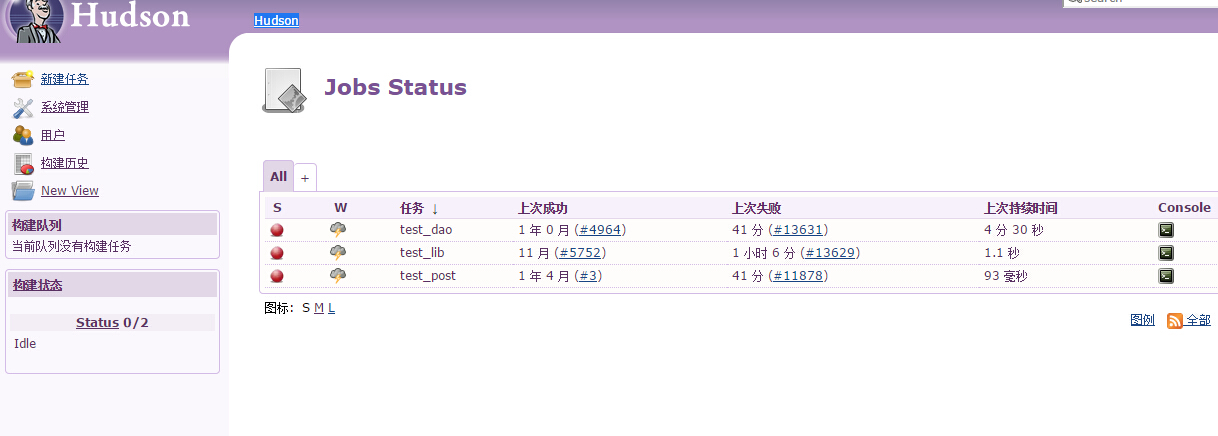 Hudson
Hudson
search
新建任务
系统管理
用户
构建历史
New View
构建队列
当前队列没有构建任务
构建状态
Status 0/2
Idle
Jobs Status
All +
S W 任务 ↓ 上次成功 上次失败 上次持续时间 Console
test_dao 1 年 0 月 (#4964) 41 分 (#13631) 4 分 30 秒
test_lib 11 月 (#5752) 1 小时 6 分 (#13629) 1.1 秒
test_post 1 年 4 月 (#3) 41 分 (#11878) 93 毫秒
图标: S M L
图例 全部